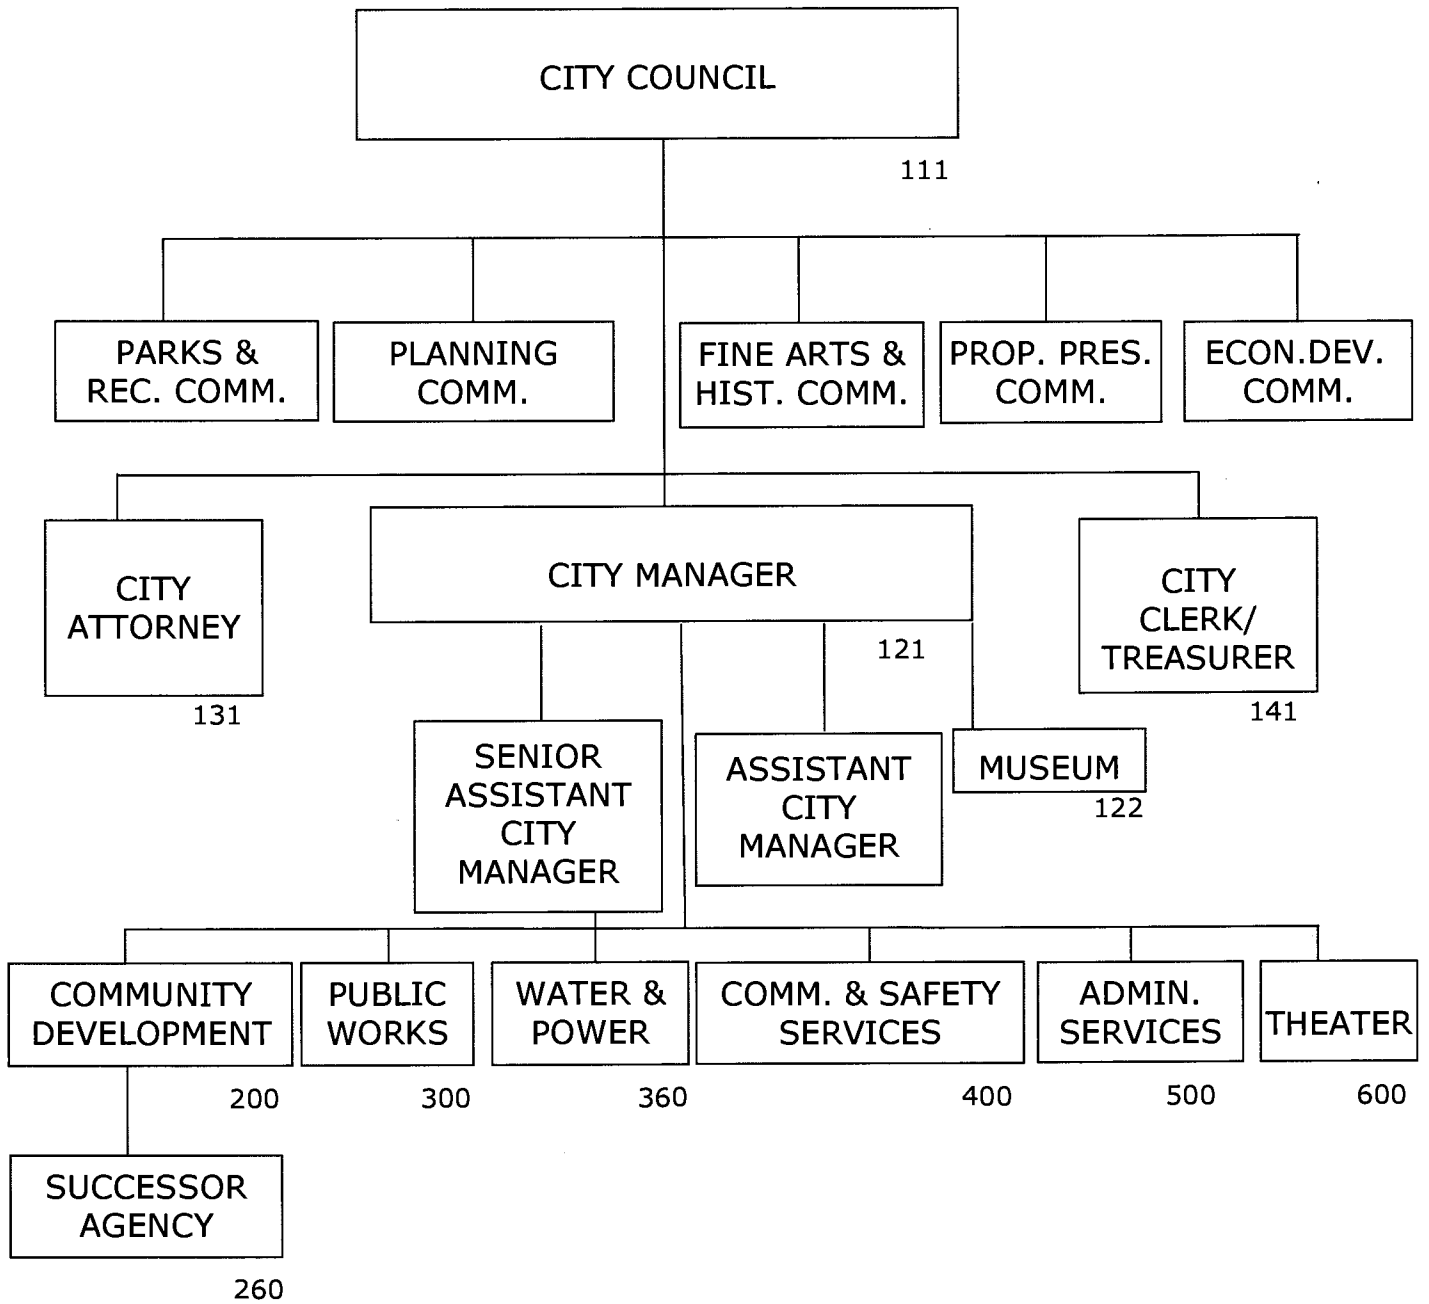 CITY COUNCIL
111
PARKS &
REC. COMM.
PLANNING
COMM.
FINE ARTS &
HIST. COMM.
PROP. PRES.
COMM.
ECON.DEV.
COMM.
CITY
ATTORNEY
131
CITY MANAGER
121
CITY
CLERK/
TREASURER
141
SENIOR
ASSISTANT
CITY
MANAGER
ASSISTANT
CITY
MANAGER
MUSEUM
122
COMMUNITY
DEVELOPMENT
200
PUBLIC
WORKS
300
WATER &
POWER
360
COMM. & SAFETY
SERVICES
400
ADMIN.
SERVICES
500
THEATER
600
SUCCESSOR
AGENCY
260